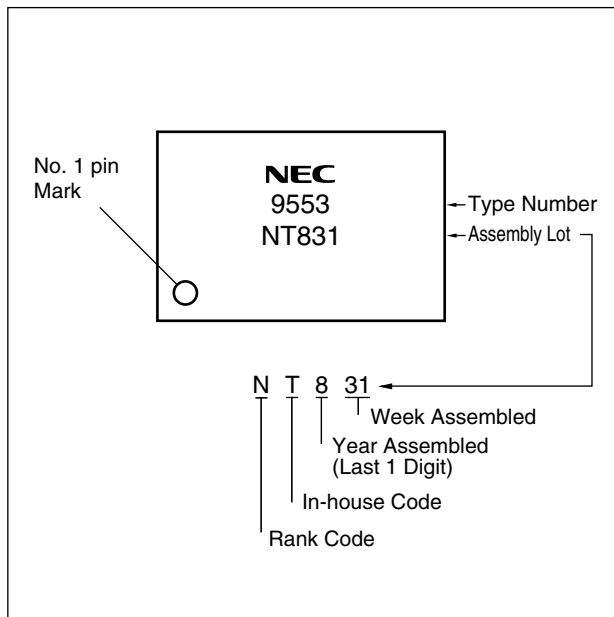 No. 1 pin
Mark
NEC
9553
NT831
Type Number
Assembly Lot
N T 8 31
Week Assembled
Year Assembled
(Last 1 Digit)
In-house Code
Rank Code